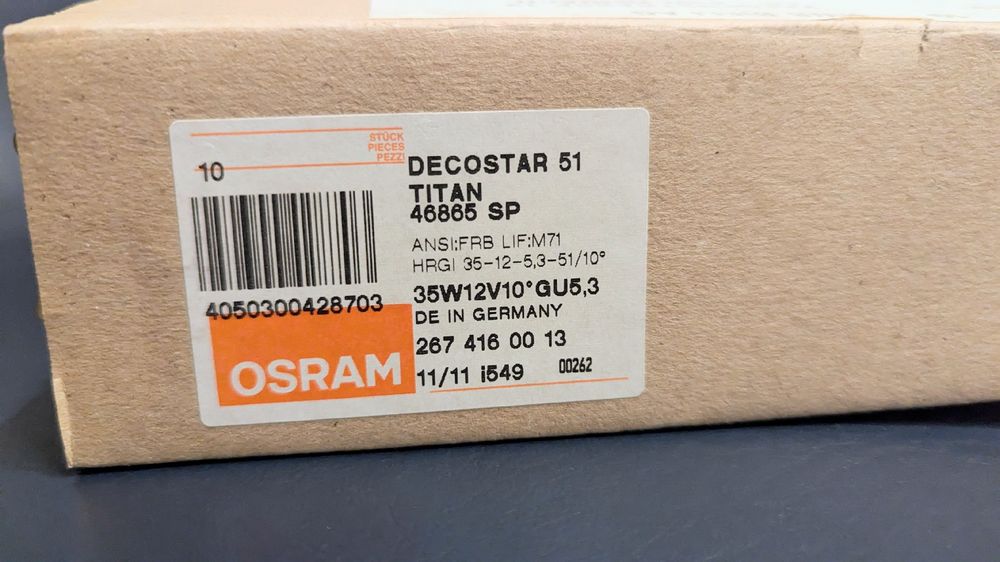 STÜCK
PIECES
PEZZI
10
4050300428703
OSRAM
DECOSTAR 51
TITAN
46865 SP
ANSI:FRB LIF:M71
HRGI 35-12-5,3-51/10°
35W12V10°GU5,3
DE IN GERMANY
267 416 00 13
11/11 i549 00262